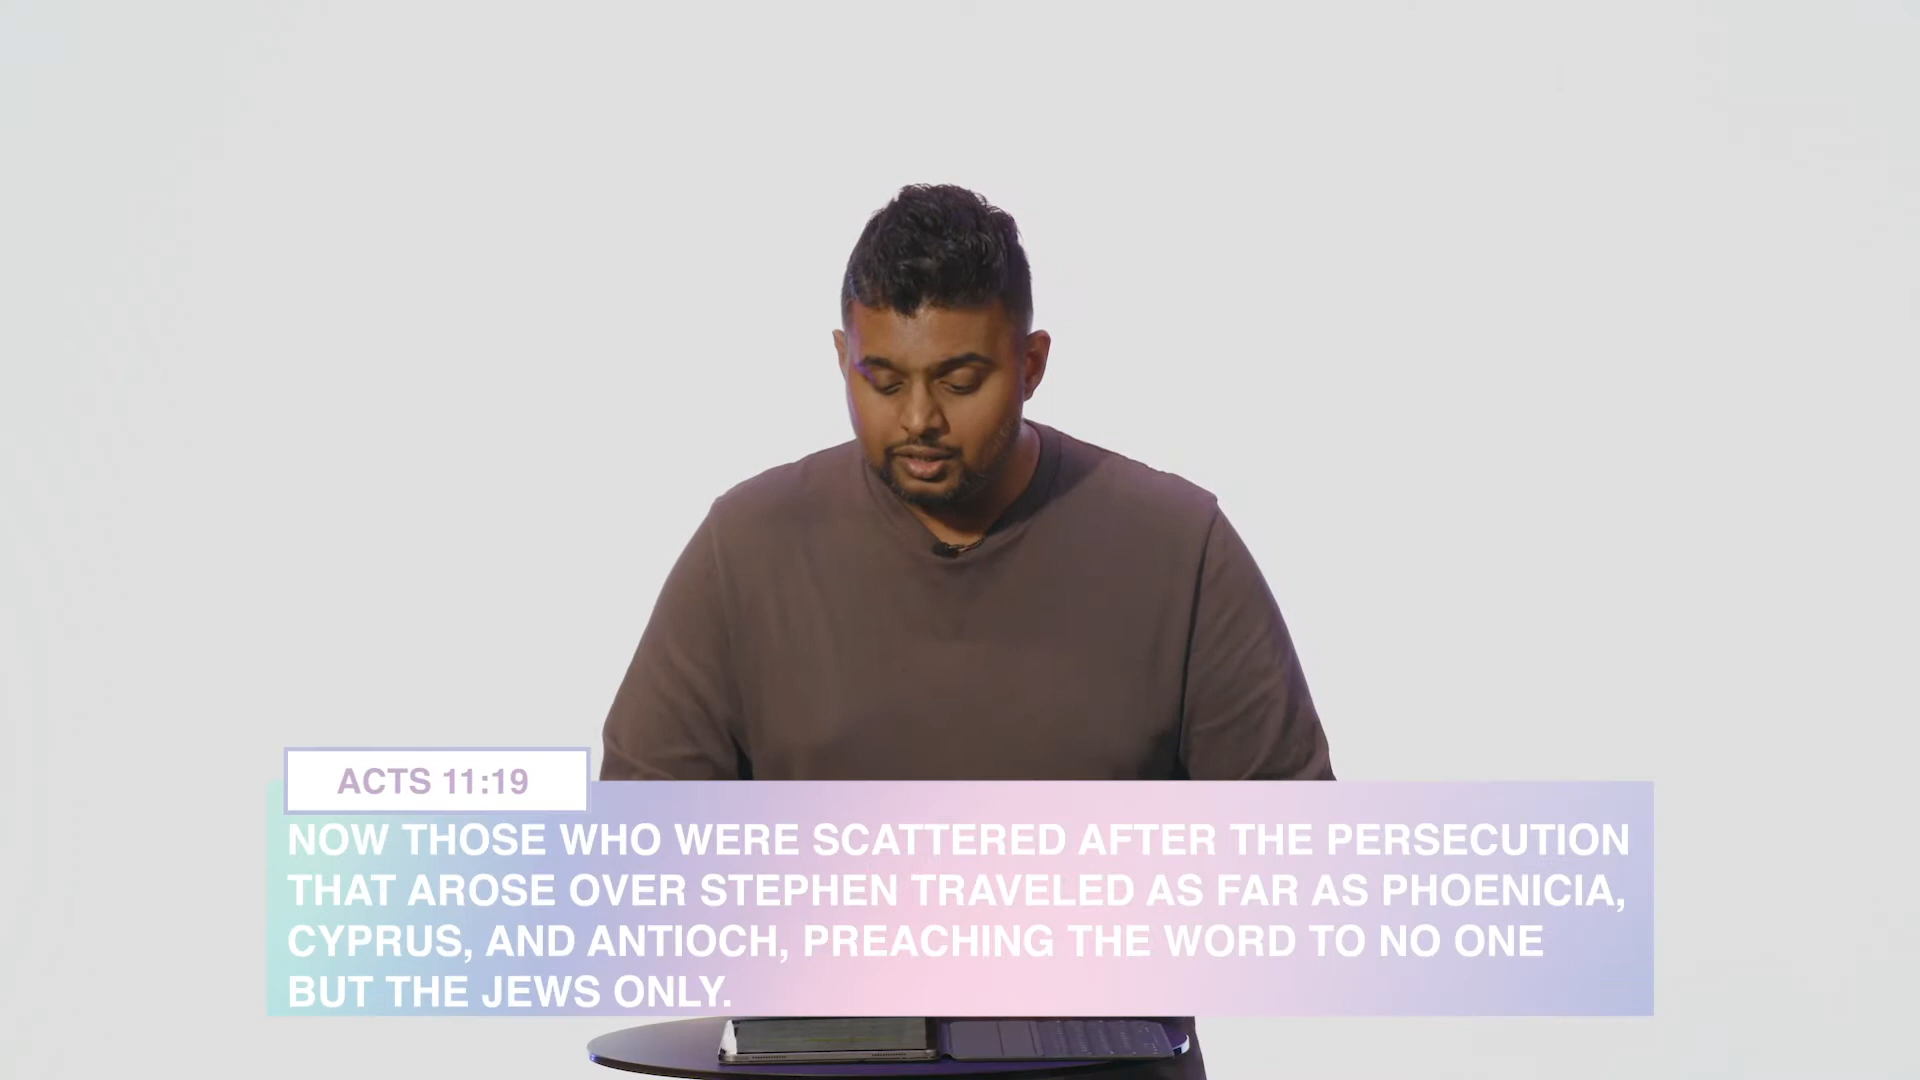 ACTS 11:19
NOW THOSE WHO WERE SCATTERED AFTER THE PERSECUTION
THAT AROSE OVER STEPHEN TRAVELED AS FAR AS PHOENICIA,
CYPRUS, AND ANTIOCH, PREACHING THE WORD TO NO ONE
BUT THE JEWS ONLY.